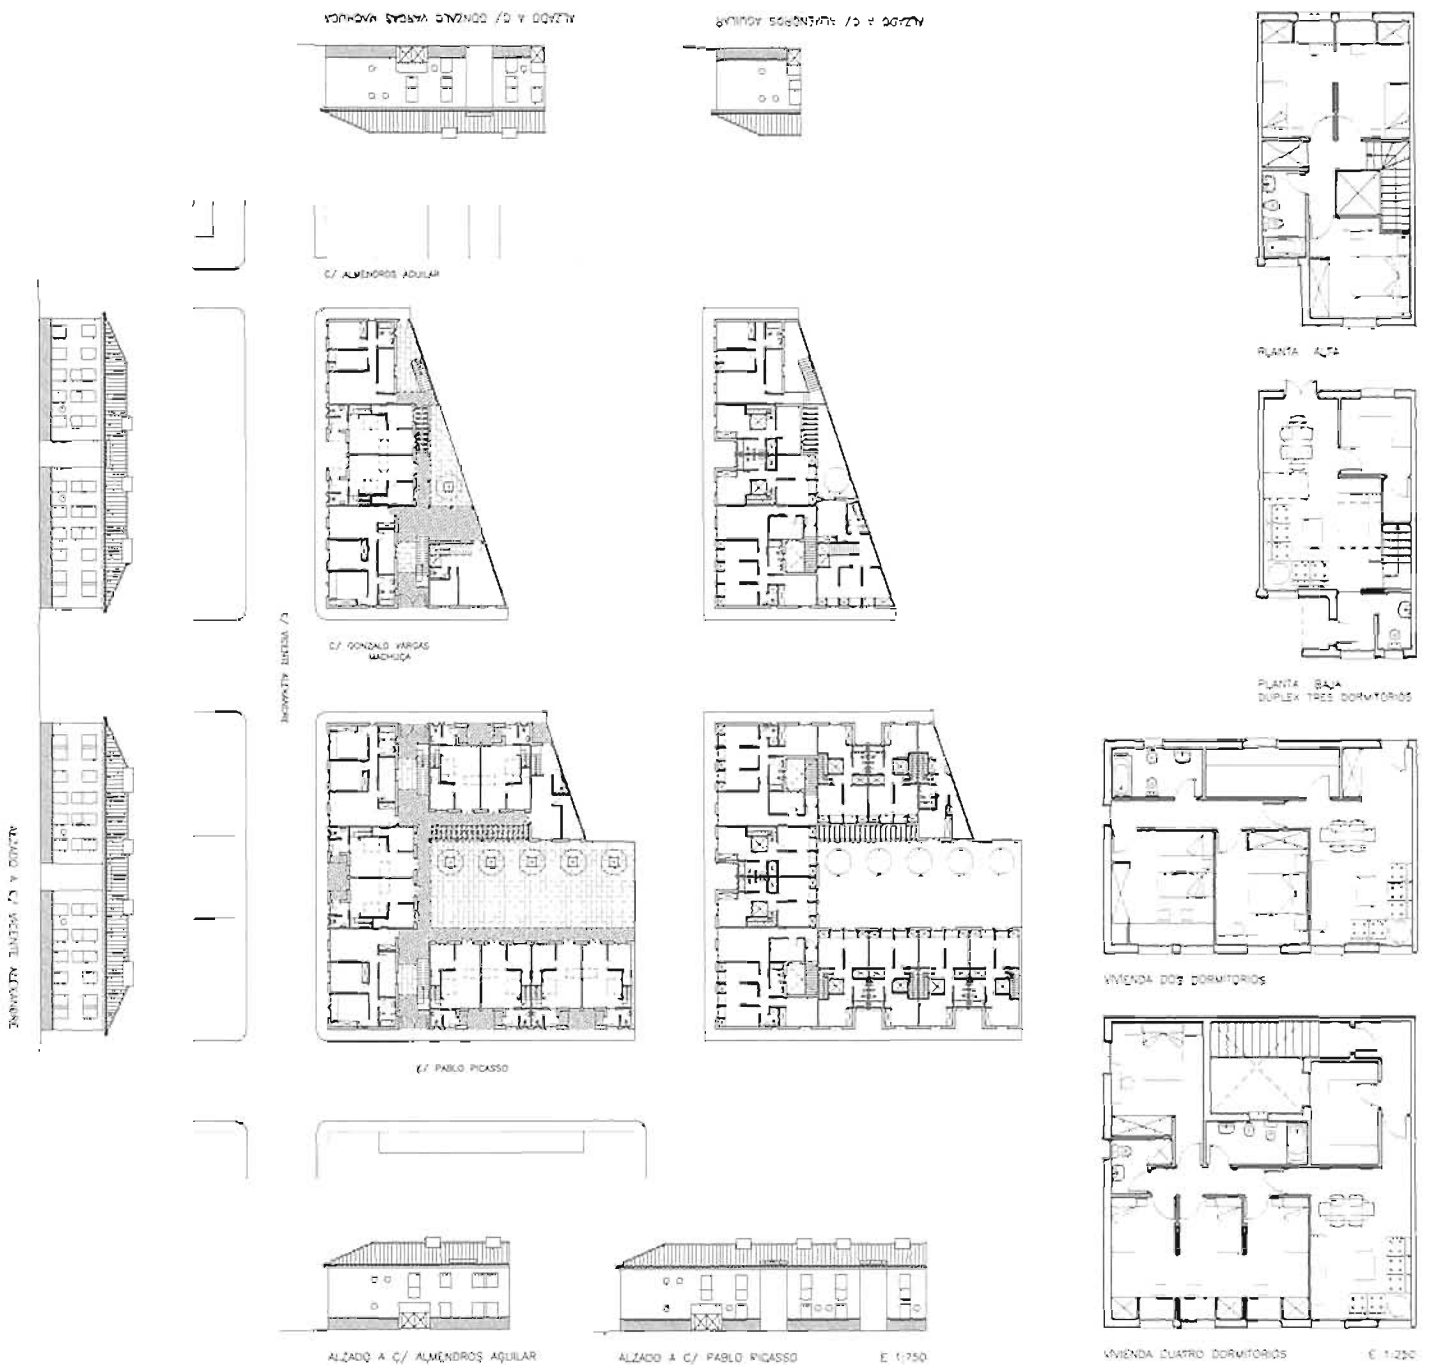 ALZADO A C/ GONZALO VARGAS MACHUCA
ALZADO A C/ ALMENDROS AGUILAR
C/ ALMENDROS AGUILAR
PLANTA ALTA
C/ VICENTE ALEIXANDRE
C/ GONZALO VARGAS
MACHUCA
PLANTA BAJA
DUPLEX TRES DORMITORIOS
ALZADO A C/ VICENTE ALEIXANDRE
VIVIENDA DOS DORMITORIOS
C/ PABLO PICASSO
ALZADO A C/ ALMENDROS AGUILAR
ALZADO A C/ PABLO PICASSO
E 1:750
VIVIENDA CUATRO DORMITORIOS
E 1:250